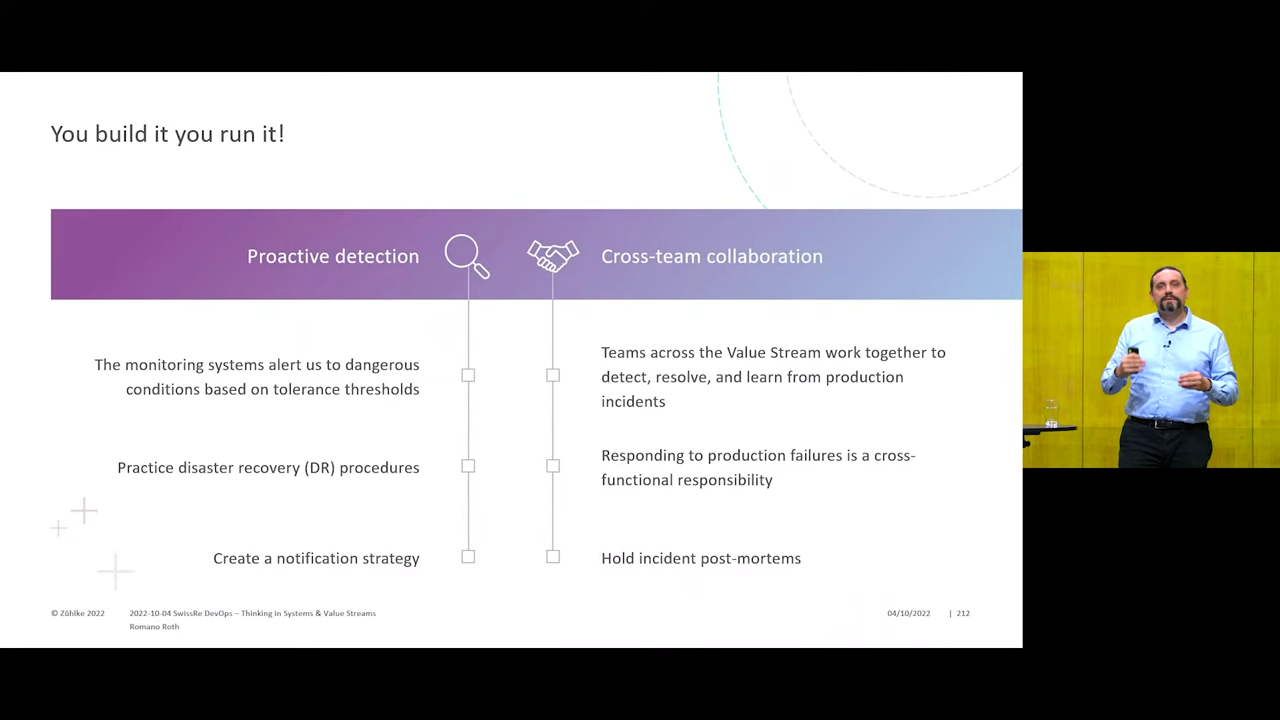 You build it you run it!
Proactive detection
Cross-team collaboration
The monitoring systems alert us to dangerous
conditions based on tolerance thresholds
Teams across the Value Stream work together to
detect, resolve, and learn from production
incidents
Practice disaster recovery (DR) procedures
Responding to production failures is a cross-
functional responsibility
Create a notification strategy
Hold incident post-mortems
© Zühlke 2022
2022-10-04 SwissRe DevOps – Thinking in Systems & Value Streams
Romano Roth
04/10/2022
| 212